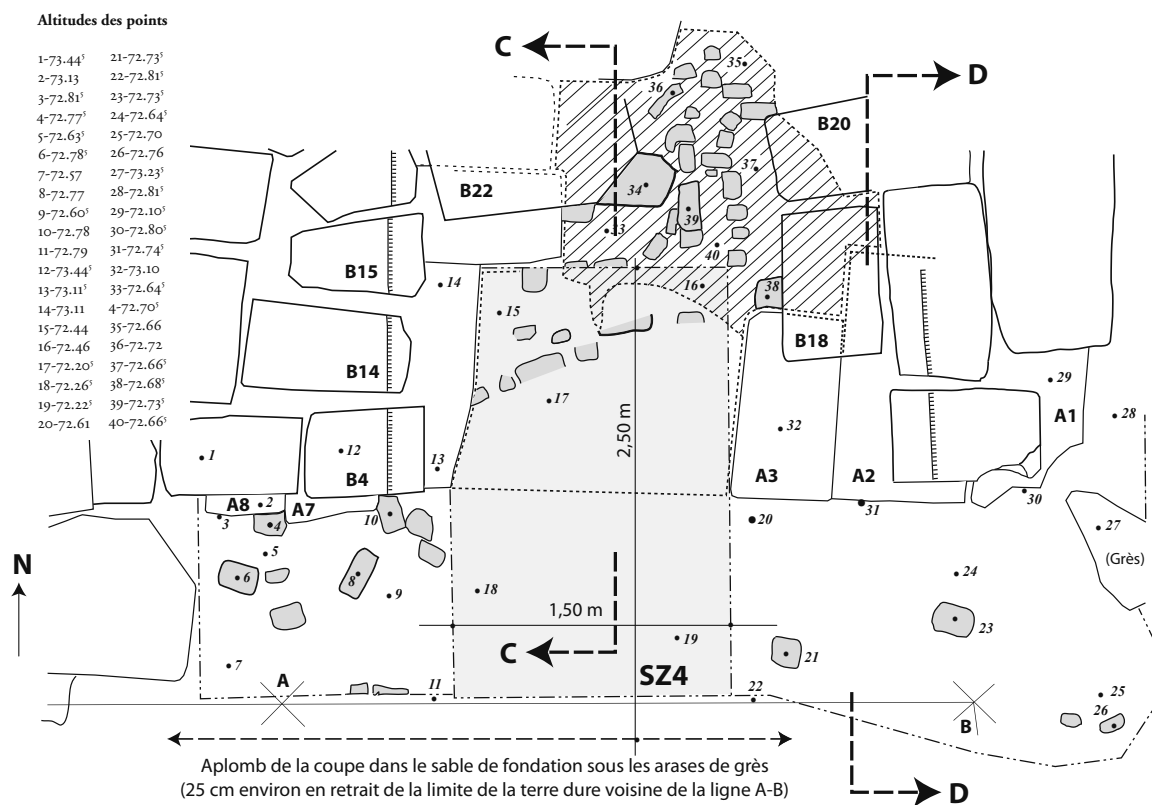 Altitudes des points
1-73.44⁵ 21-72.73⁵
2-73.13 22-72.81⁵
3-72.81⁵ 23-72.73⁵
4-72.77⁵ 24-72.64⁵
5-72.63⁵ 25-72.70
6-72.78⁵ 26-72.76
7-72.57 27-73.23⁵
8-72.77 28-72.81⁵
9-72.60⁵ 29-72.10⁵
10-72.78 30-72.80⁵
11-72.79 31-72.74⁵
12-73.44⁵ 32-73.10
13-73.11⁵ 33-72.64⁵
14-73.11 4-72.70⁵
15-72.44 35-72.66
16-72.46 36-72.72
17-72.20⁵ 37-72.66⁵
18-72.26⁵ 38-72.68⁵
19-72.22⁵ 39-72.73⁵
20-72.61 40-72.66⁵
C
35
D
36
B20
37
34
B22
39
33
40
B15
14
16
38
15
B18
B14
29
17
A1
28
2,50 m
32
1
12
13
B4
A3
A2
30
A8
2
A7
3
4
10
20
31
27
5
(Grès)
6
8
24
N
9
18
1,50 m
23
C
19
21
7
SZ4
A
11
22
25
26
B
Aplomb de la coupe dans le sable de fondation sous les arases de grès
(25 cm environ en retrait de la limite de la terre dure voisine de la ligne A-B)
D